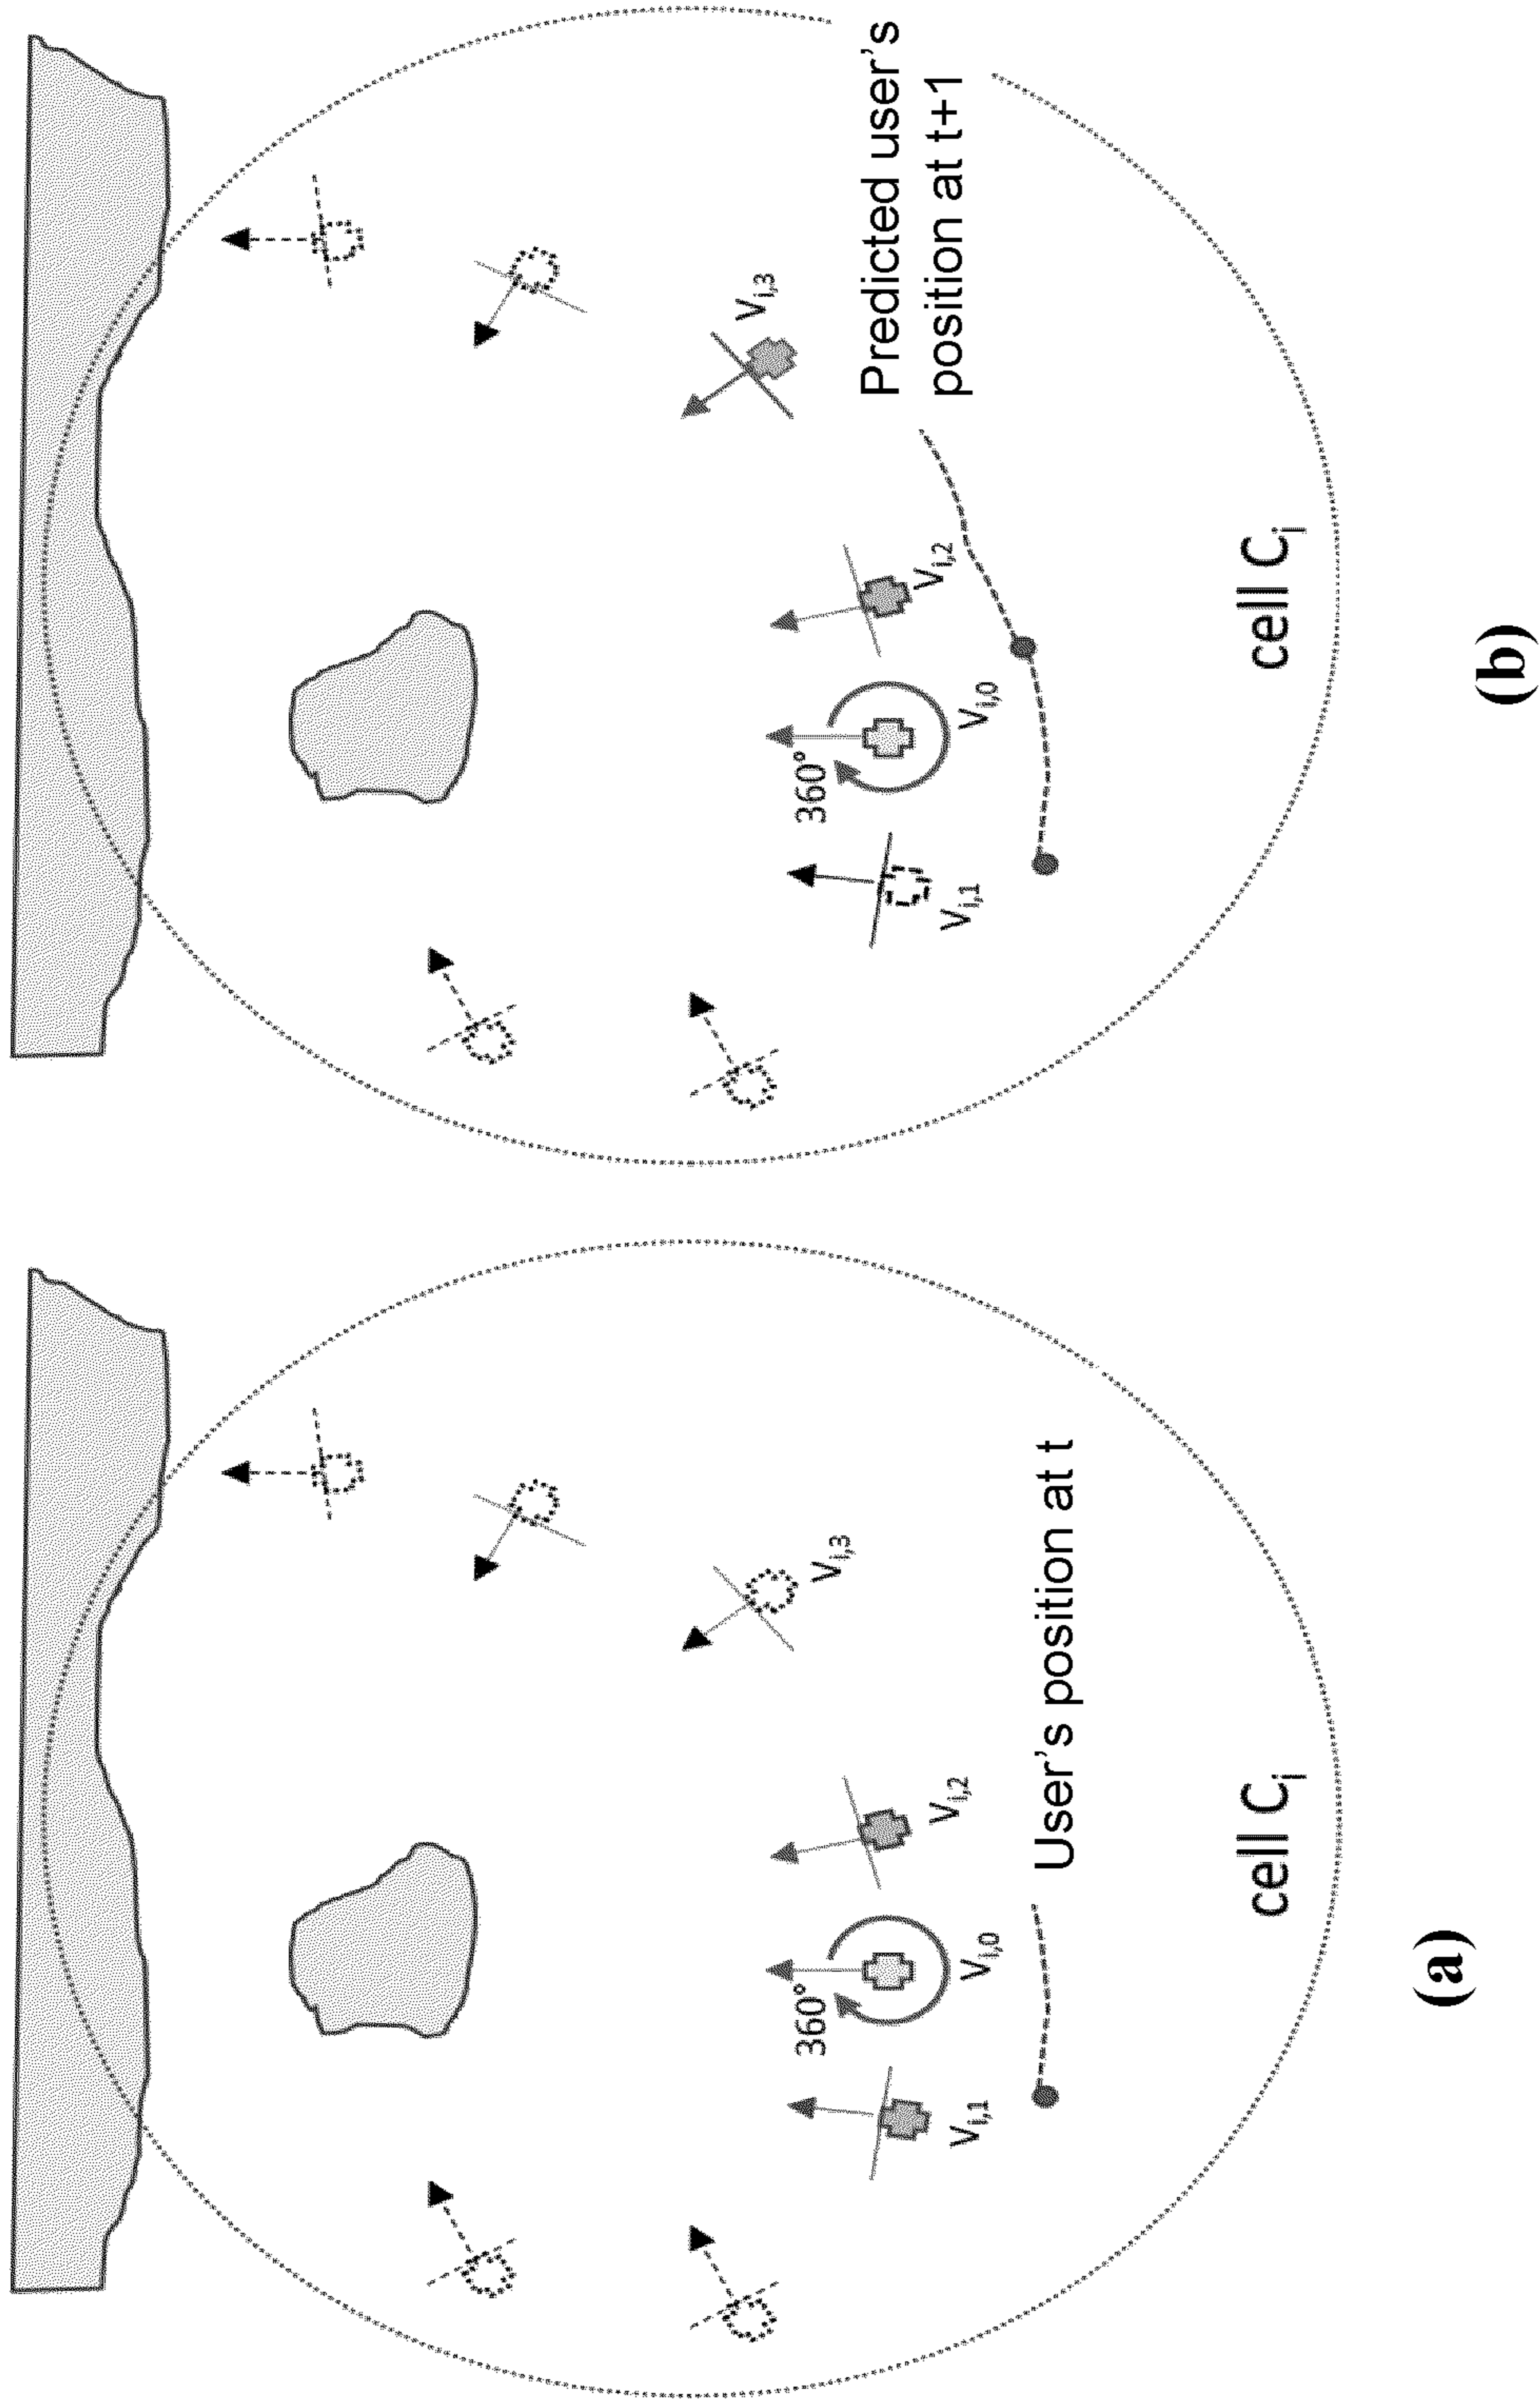 360°
V_{i,1}
V_{i,0}
V_{i,2}
V_{i,3}
User's position at t
cell C_i
(a)
360°
V_{i,1}
V_{i,0}
V_{i,2}
V_{i,3}
Predicted user's
position at t+1
cell C_i
(b)